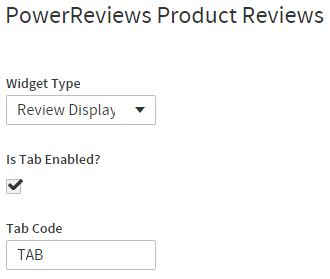 PowerReviews Product Reviews
Widget Type
Review Display
Is Tab Enabled?
Tab Code
TAB